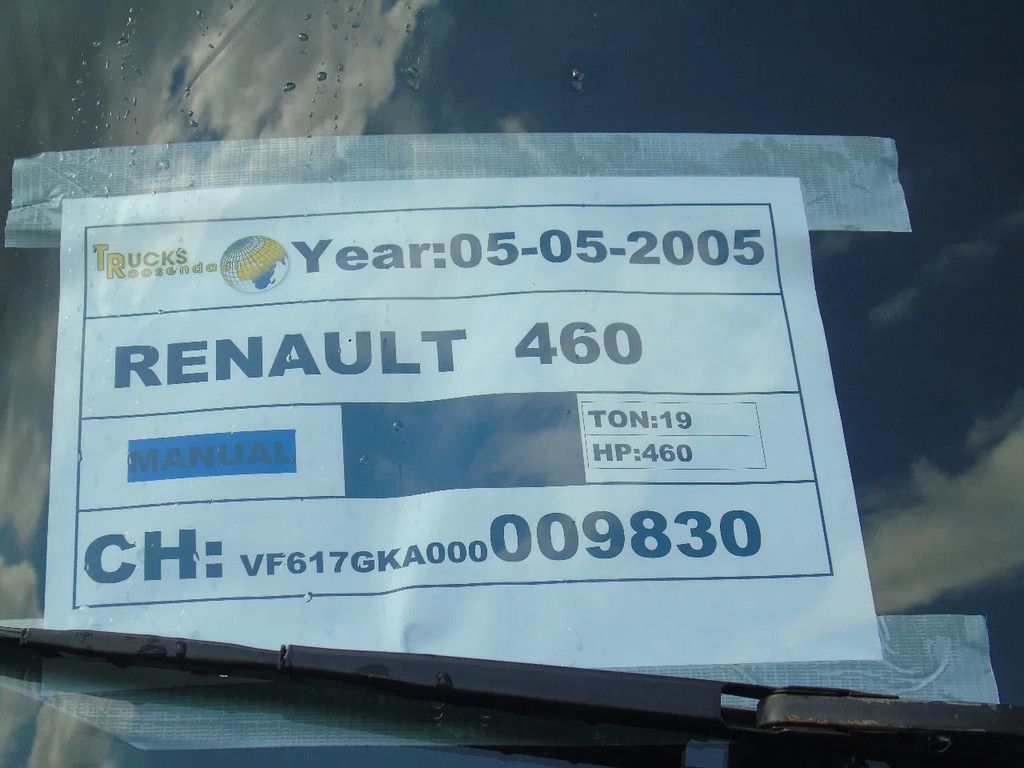 TRUCKS Roosenda Year:05-05-2005
RENAULT 460
MANUAL
TON:19
HP:460
CH: VF617GKA000009830